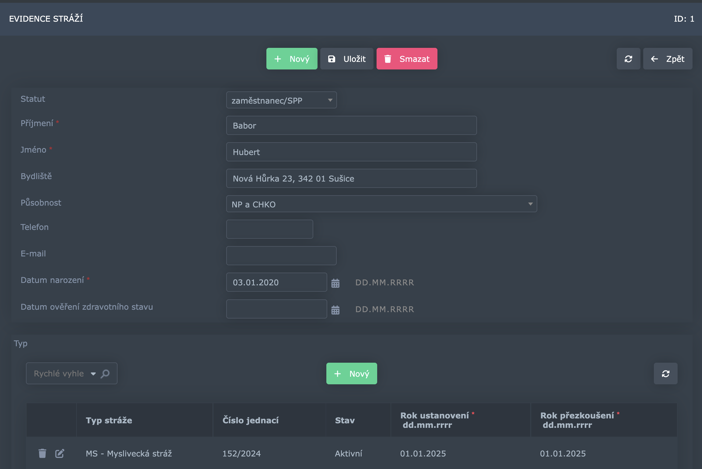 EVIDENCE STRÁŽÍ ID: 1
+ Nový Uložit Smazat Zpět
Statut zaměstnanec/SPP
Příjmení * Babor
Jméno * Hubert
Bydliště Nová Hůrka 23, 342 01 Sušice
Působnost NP a CHKO
Telefon
E-mail
Datum narození * 03.01.2020 DD.MM.RRRR
Datum ověření zdravotního stavu DD.MM.RRRR
Typ
Rychlé vyhle + Nový
Typ stráže Číslo jednací Stav Rok ustanovení * Rok přezkoušení *
dd.mm.rrrr dd.mm.rrrr
MS - Myslivecká stráž 152/2024 Aktivní 01.01.2025 01.01.2025